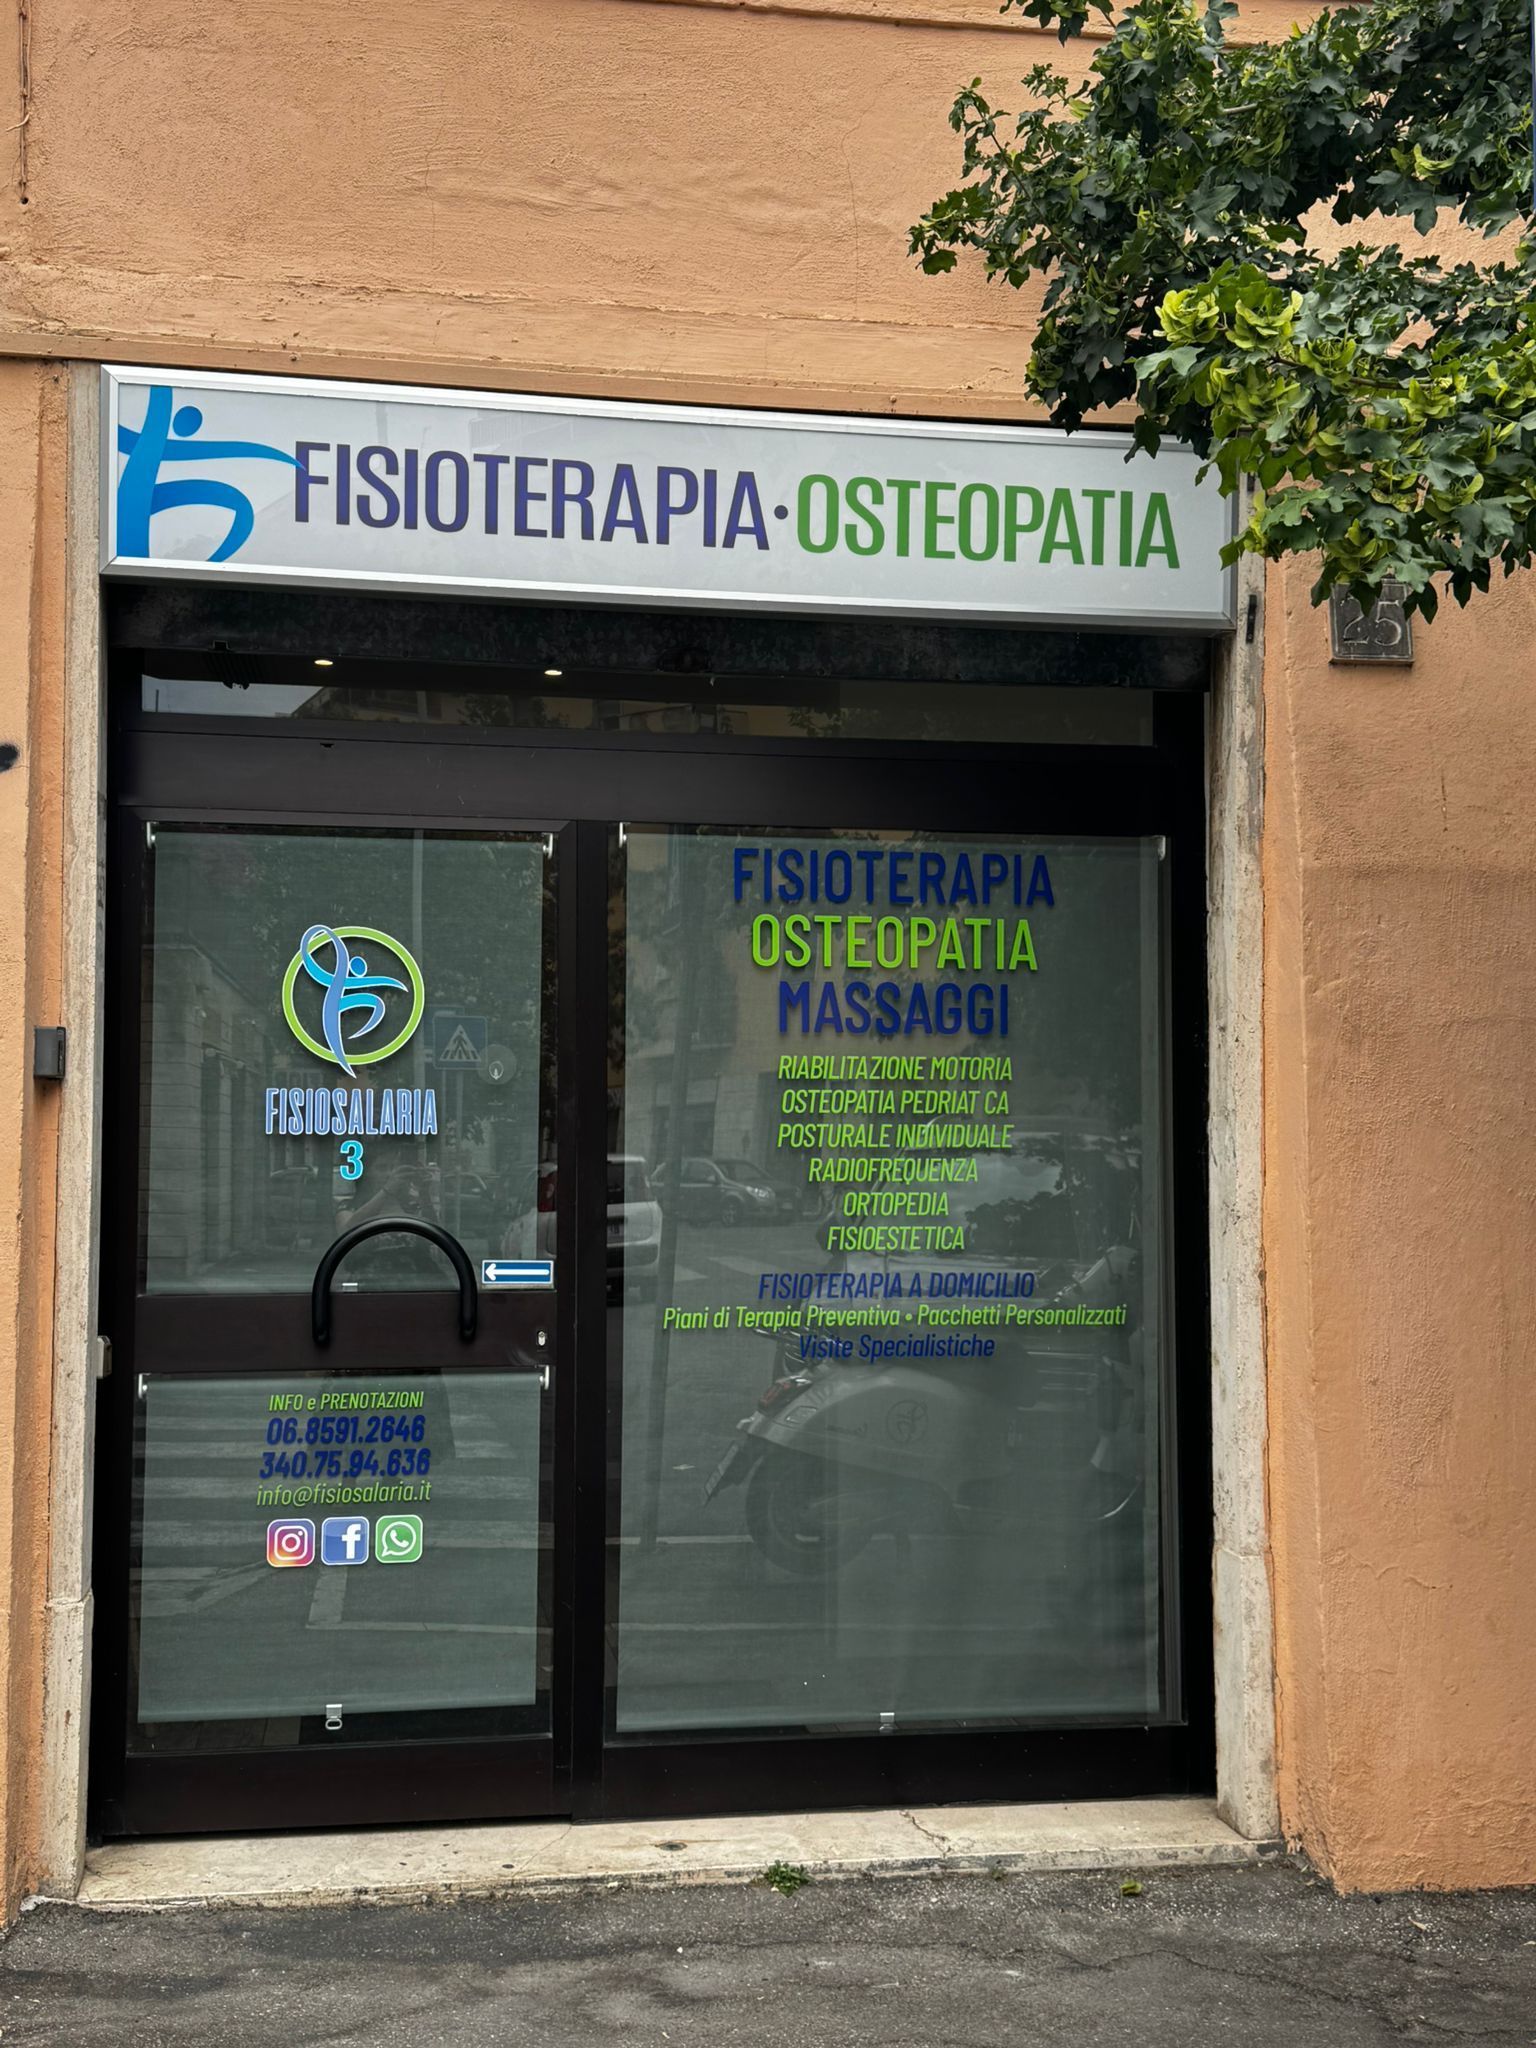 FISIOTERAPIA·OSTEOPATIA
25
FISIOSALARIA
3
INFO e PRENOTAZIONI
06.8591.2646
340.75.94.636
info@fisiosalaria.it
FISIOTERAPIA
OSTEOPATIA
MASSAGGI
RIABILITAZIONE MOTORIA
OSTEOPATIA PEDRIAT CA
POSTURALE INDIVIDUALE
RADIOFREQUENZA
ORTOPEDIA
FISIOESTETICA
FISIOTERAPIA A DOMICILIO
Piani di Terapia Preventiva • Pacchetti Personalizzati
Visite Specialistiche